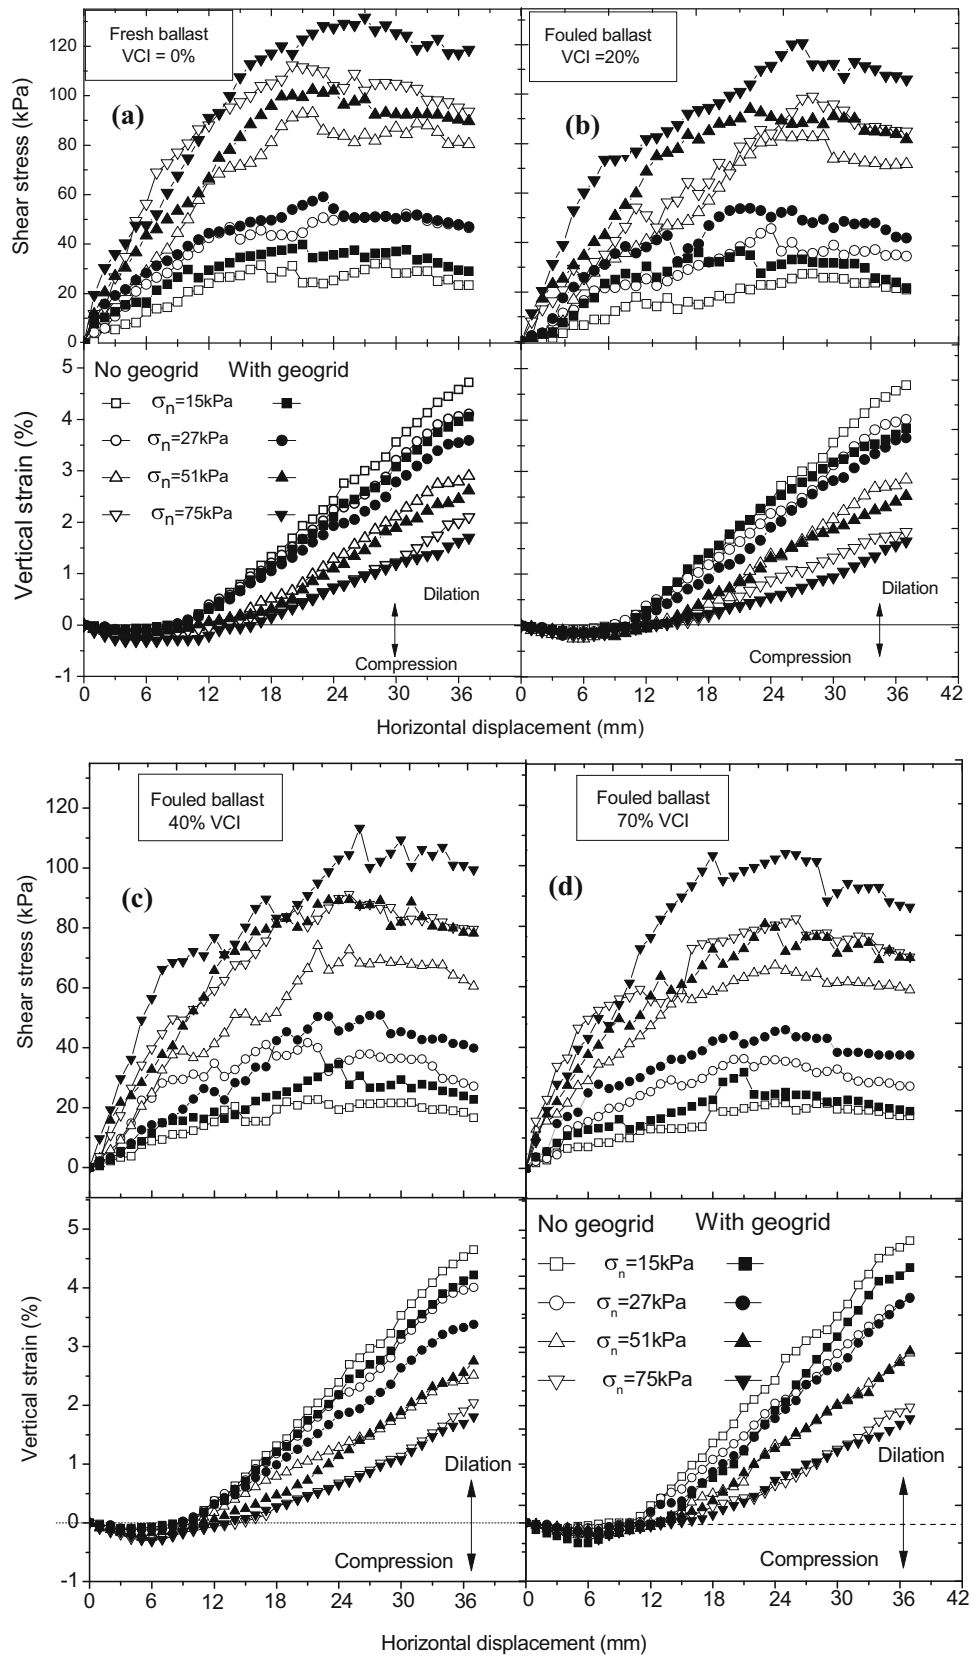 Fresh ballast
VCI = 0%
(a)
Shear stress (kPa)
120
100
80
60
40
20
0
Fouled ballast
VCI =20%
(b)
No geogrid With geogrid
σn=15kPa
σn=27kPa
σn=51kPa
σn=75kPa
Vertical strain (%)
5
4
3
2
1
0
-1
Dilation
Compression
Dilation
Compression
0 6 12 18 24 30 36 0 6 12 18 24 30 36 42
Horizontal displacement (mm)
Fouled ballast
40% VCI
(c)
Shear stress (kPa)
120
100
80
60
40
20
0
Fouled ballast
70% VCI
(d)
Vertical strain (%)
5
4
3
2
1
0
-1
Dilation
Compression
No geogrid With geogrid
σn=15kPa
σn=27kPa
σn=51kPa
σn=75kPa
Dilation
Compression
0 6 12 18 24 30 36 0 6 12 18 24 30 36 42
Horizontal displacement (mm)